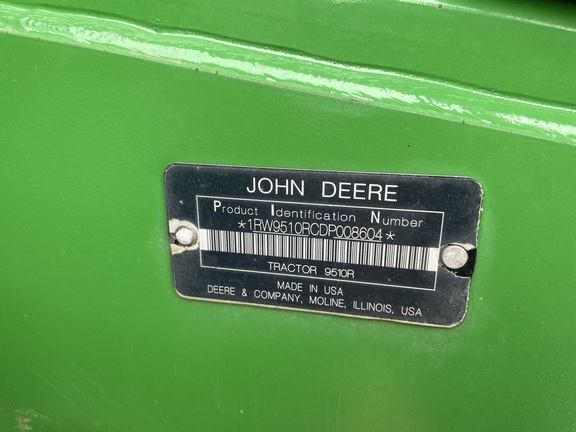 JOHN DEERE
Product Identification Number
*1RW9510RCDP008604*
TRACTOR 9510R
MADE IN USA
DEERE & COMPANY, MOLINE, ILLINOIS, USA